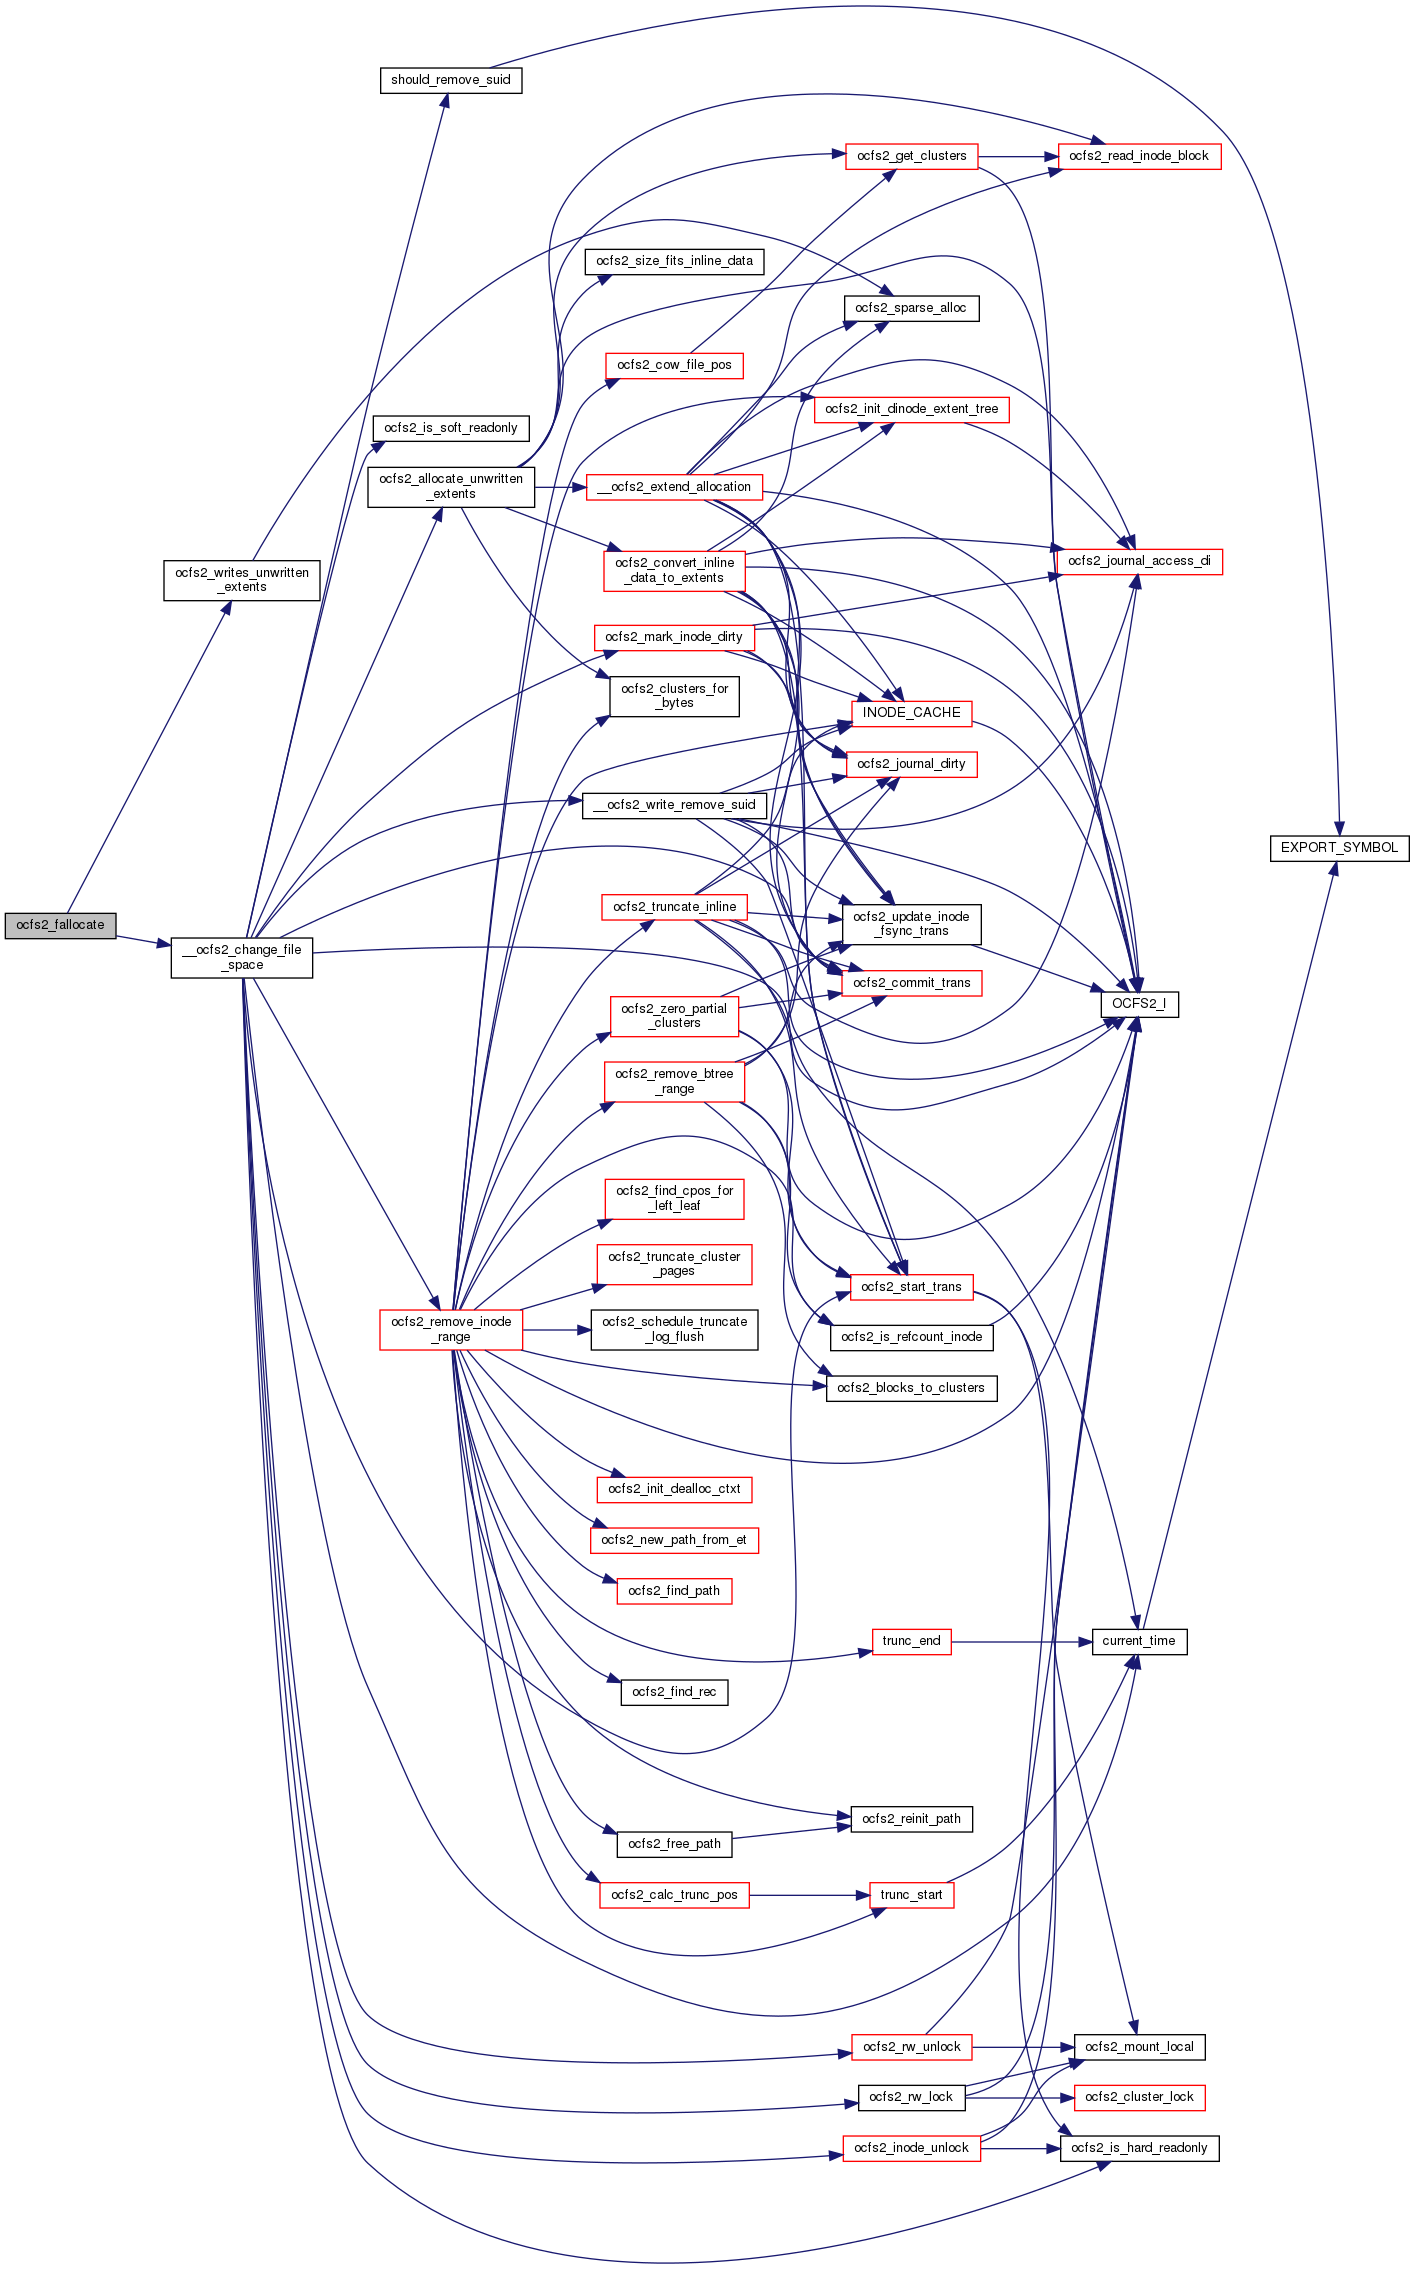 should_remove_suid
ocfs2_get_clusters
ocfs2_read_inode_block
ocfs2_size_fits_inline_data
ocfs2_sparse_alloc
ocfs2_cow_file_pos
ocfs2_init_dinode_extent_tree
ocfs2_is_soft_readonly
ocfs2_allocate_unwritten
_extents
__ocfs2_extend_allocation
ocfs2_writes_unwritten
_extents
ocfs2_convert_inline
_data_to_extents
ocfs2_journal_access_di
ocfs2_mark_inode_dirty
ocfs2_clusters_for
_bytes
INODE_CACHE
ocfs2_journal_dirty
__ocfs2_write_remove_suid
EXPORT_SYMBOL
ocfs2_truncate_inline
ocfs2_fallocate
ocfs2_update_inode
_fsync_trans
__ocfs2_change_file
_space
ocfs2_commit_trans
OCFS2_I
ocfs2_zero_partial
_clusters
ocfs2_remove_btree
_range
ocfs2_find_cpos_for
_left_leaf
ocfs2_truncate_cluster
_pages
ocfs2_start_trans
ocfs2_remove_inode
_range
ocfs2_schedule_truncate
_log_flush
ocfs2_is_refcount_inode
ocfs2_blocks_to_clusters
ocfs2_init_dealloc_ctxt
ocfs2_new_path_from_et
ocfs2_find_path
trunc_end
current_time
ocfs2_find_rec
ocfs2_reinit_path
ocfs2_free_path
ocfs2_calc_trunc_pos
trunc_start
ocfs2_rw_unlock
ocfs2_mount_local
ocfs2_rw_lock
ocfs2_cluster_lock
ocfs2_inode_unlock
ocfs2_is_hard_readonly